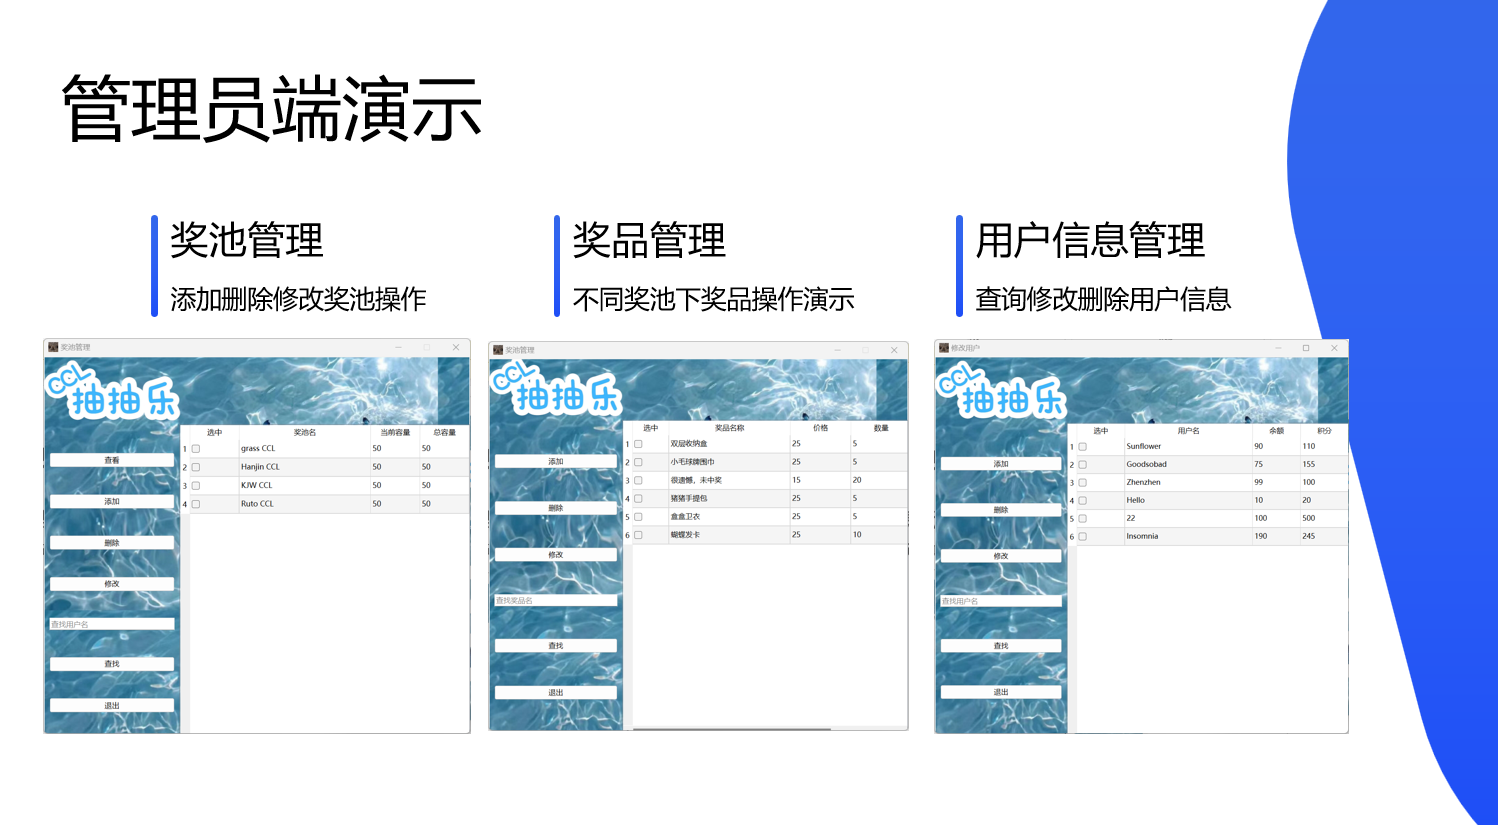 管理员端演示
奖池管理
添加删除修改奖池操作
奖品管理
不同奖池下奖品操作演示
用户信息管理
查询修改删除用户信息
奖池管理
CCL
抽抽乐
选中 奖池名 当前容量 总容量
1 grass CCL 50 50
2 Hanjin CCL 50 50
3 KJW CCL 50 50
4 Ruto CCL 50 50
查看
添加
删除
修改
查找用户名
查找
退出
奖池管理
CCL
抽抽乐
选中 奖品名称 价格 数量
1 双层收纳盒 25 5
2 小毛球牌围巾 25 5
3 很遗憾，未中奖 15 20
4 猪猪手提包 25 5
5 盒盒卫衣 25 5
6 蝴蝶发卡 25 10
添加
删除
修改
查找奖品名
查找
退出
修改用户
CCL
抽抽乐
选中 用户名 余额 积分
1 Sunflower 90 110
2 Goodsobad 75 155
3 Zhenzhen 99 100
4 Hello 10 20
5 22 100 500
6 Insomnia 190 245
添加
删除
修改
查找用户名
查找
退出